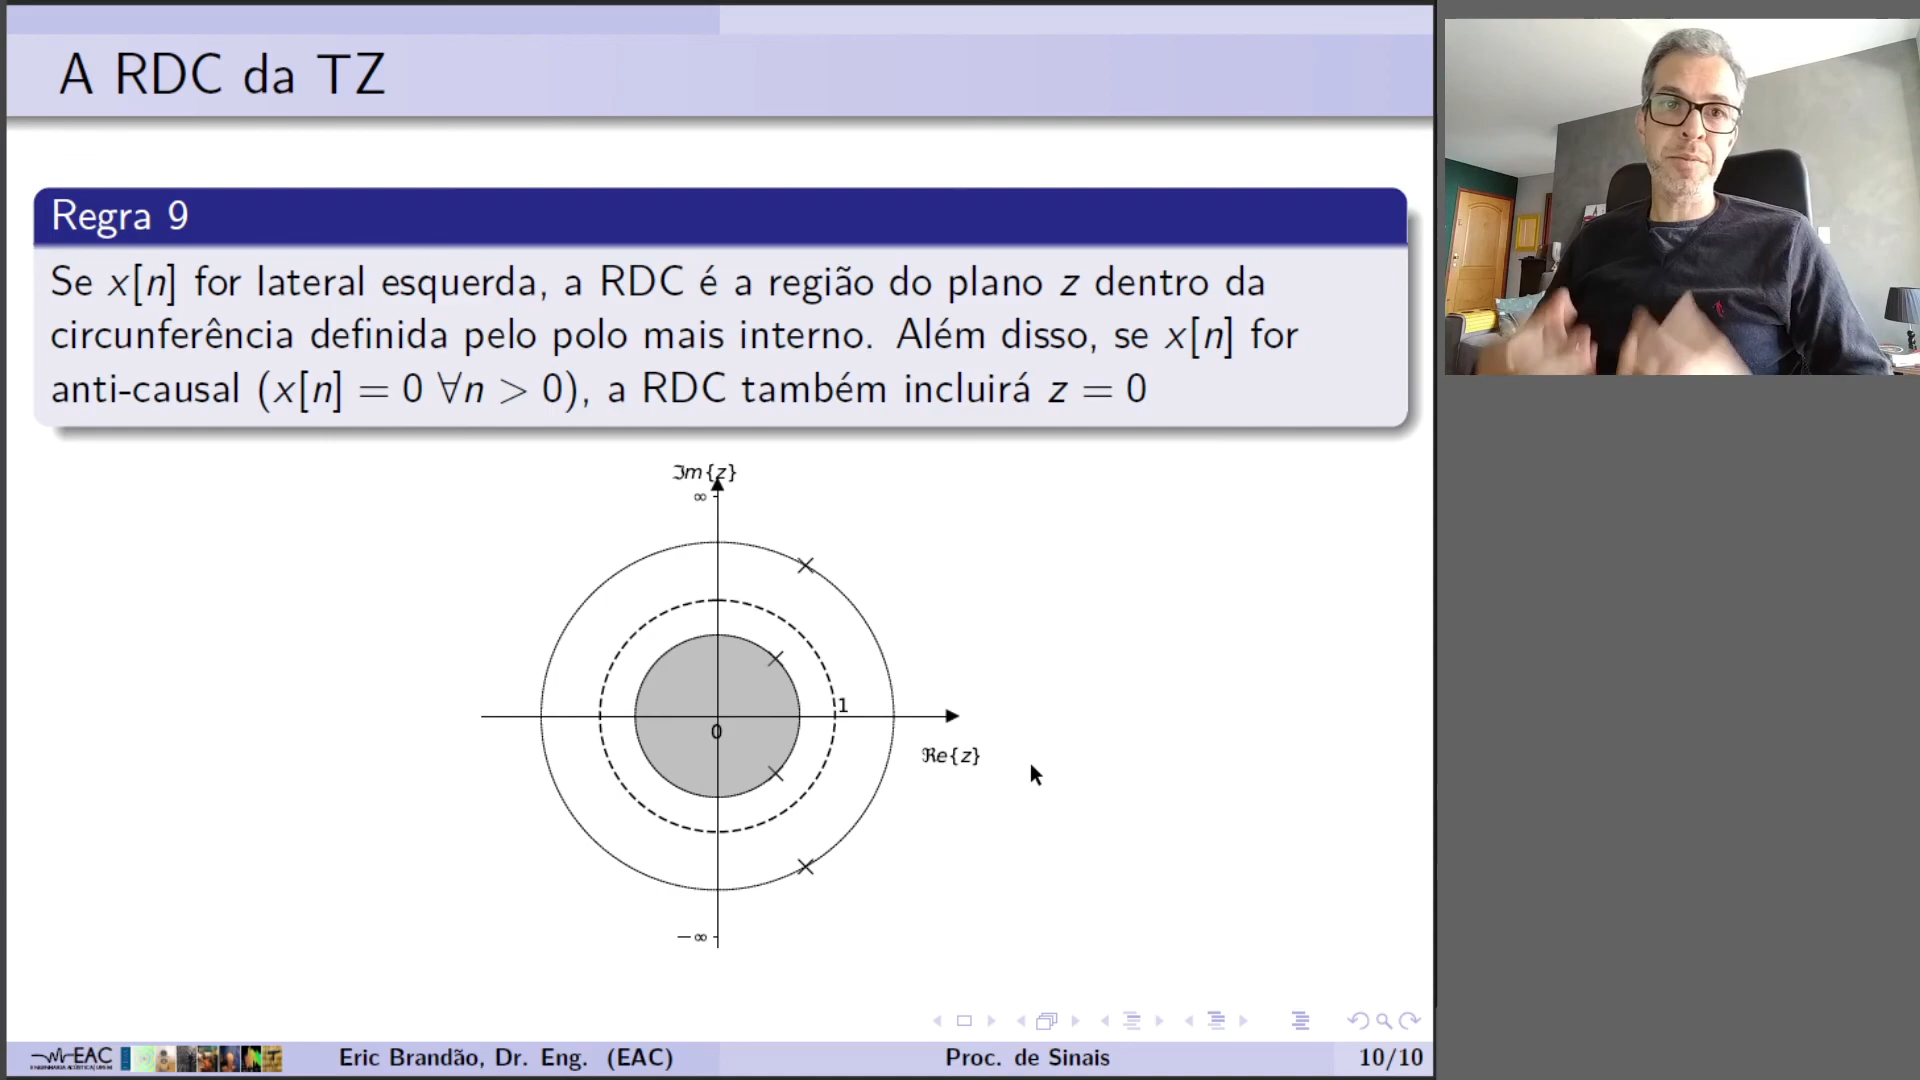 A RDC da TZ
Regra 9
Se x[n] for lateral esquerda, a RDC é a região do plano z dentro da
circunferência definida pelo polo mais interno. Além disso, se x[n] for
anti-causal (x[n] = 0 ∀n > 0), a RDC também incluirá z = 0
ℑm{z}
∞
1
0
ℜe{z}
−∞
EAC
Eric Brandão, Dr. Eng. (EAC)
Proc. de Sinais
10/10